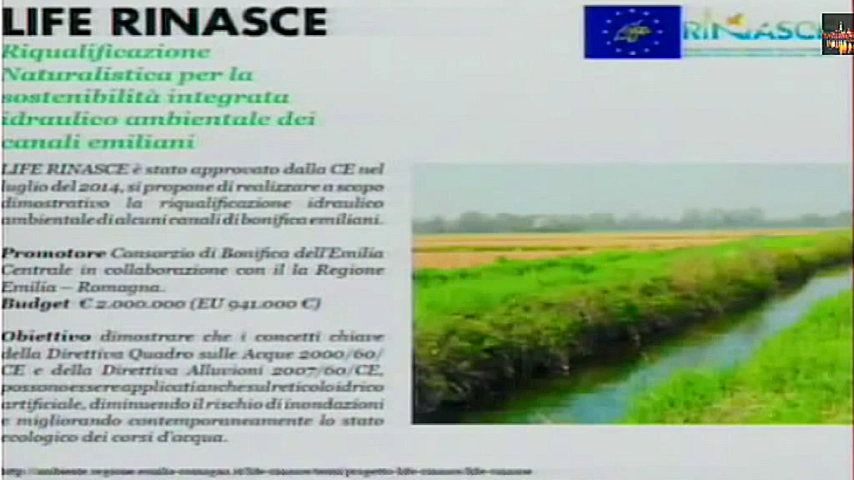 LIFE RINASCE
RINASCE
Riqualificazione
Naturalistica per la
sostenibilità integrata
idraulico ambientale dei
canali emiliani
LIFE RINASCE è stato approvato dalla CE nel
luglio del 2014, si propone di realizzare a scopo
dimostrativo la riqualificazione idraulico
ambientale di alcuni canali di bonifica emiliani.
Promotore Consorzio di Bonifica dell'Emilia
Centrale in collaborazione con il la Regione
Emilia – Romagna.
Budget € 2.000.000 (EU 941.000 €)
Obiettivo dimostrare che i concetti chiave
della Direttiva Quadro sulle Acque 2000/60/
CE e della Direttiva Alluvioni 2007/60/CE,
possono essere applicati anche sul reticolo idrico
artificiale, diminuendo il rischio di inondazioni
e migliorando contemporaneamente lo stato
ecologico dei corsi d'acqua.